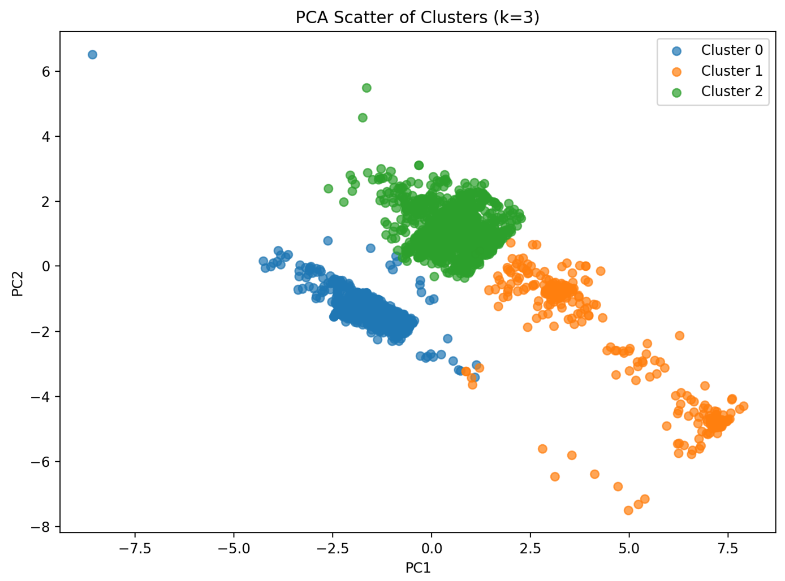 PCA Scatter of Clusters (k=3)
Cluster 0
Cluster 1
Cluster 2
6
4
2
0
−2
−4
−6
−8
PC2
−7.5
−5.0
−2.5
0.0
2.5
5.0
7.5
PC1